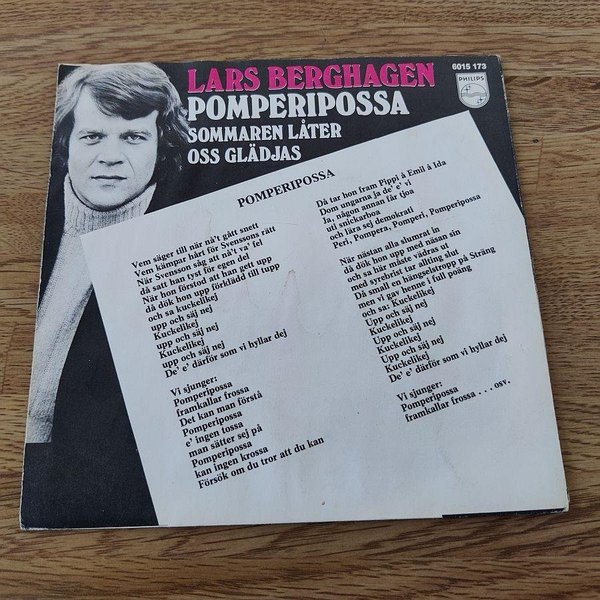 LARS BERGHAGEN
POMPERIPOSSA
SOMMAREN LÅTER
OSS GLÄDJAS
6015 173
PHILIPS
POMPERIPOSSA
Vem säger till när nå't gått snett
Vem kämpar hårt för Svenssons rätt
När Svensson såg att nå't va' fel
då satt han tyst för egen del
När hon förstod att han gett upp
då dök hon upp förklädd till tupp
och sa kuckelikej
upp och säj nej
Kuckelikej
upp och säj nej
Kuckelikej
upp och säj nej
De' e' därför som vi hyllar dej
Vi sjunger:
Pomperipossa
framkallar frossa
Det kan man förstå
Pomperipossa
e' ingen tossa
man sätter sej på
Pomperipossa
kan ingen krossa
Försök om du tror att du kan
Då tar hon fram Pippi å Emil å Ida
Dom ungarna ja de' e' vi
Ja, någon annan får tjoa
uti snickarboa
och lära sej demokrati
Perl, Pompera, Pomperl, Pomperipossa
När nästan alla slumrat in
då dök hon upp med näsan sin
och sa här måste vädras ut
med syrebrist tar allting slut
Då small en hängselstropp på Sträng
men vi gav henne i full poäng
och sa: Kuckelikej
Upp och säj nej
Kuckelikej
Upp och säj nej
Kuckelikej
Upp och säj nej
Kuckelikej
De' e' därför som vi hyllar dej
Vi sjunger:
Pomperipossa
framkallar frossa . . . osv.